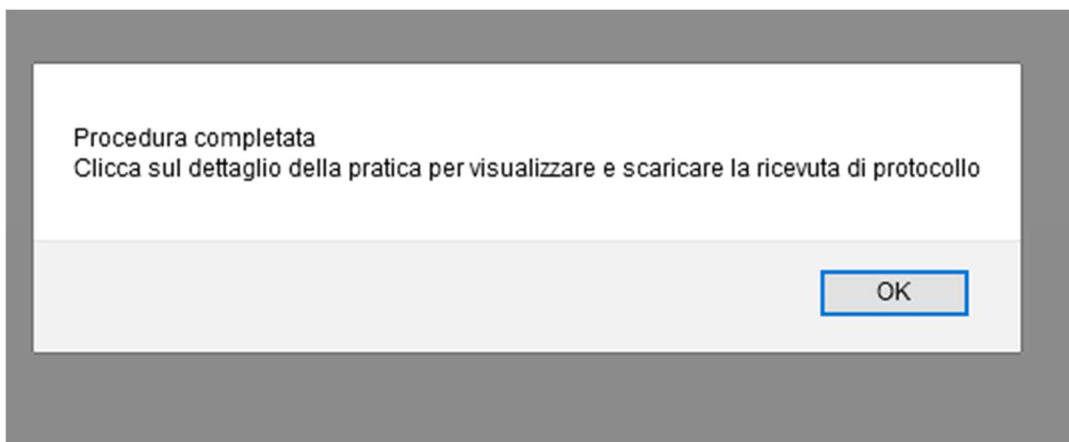 Procedura completata
Clicca sul dettaglio della pratica per visualizzare e scaricare la ricevuta di protocollo
OK